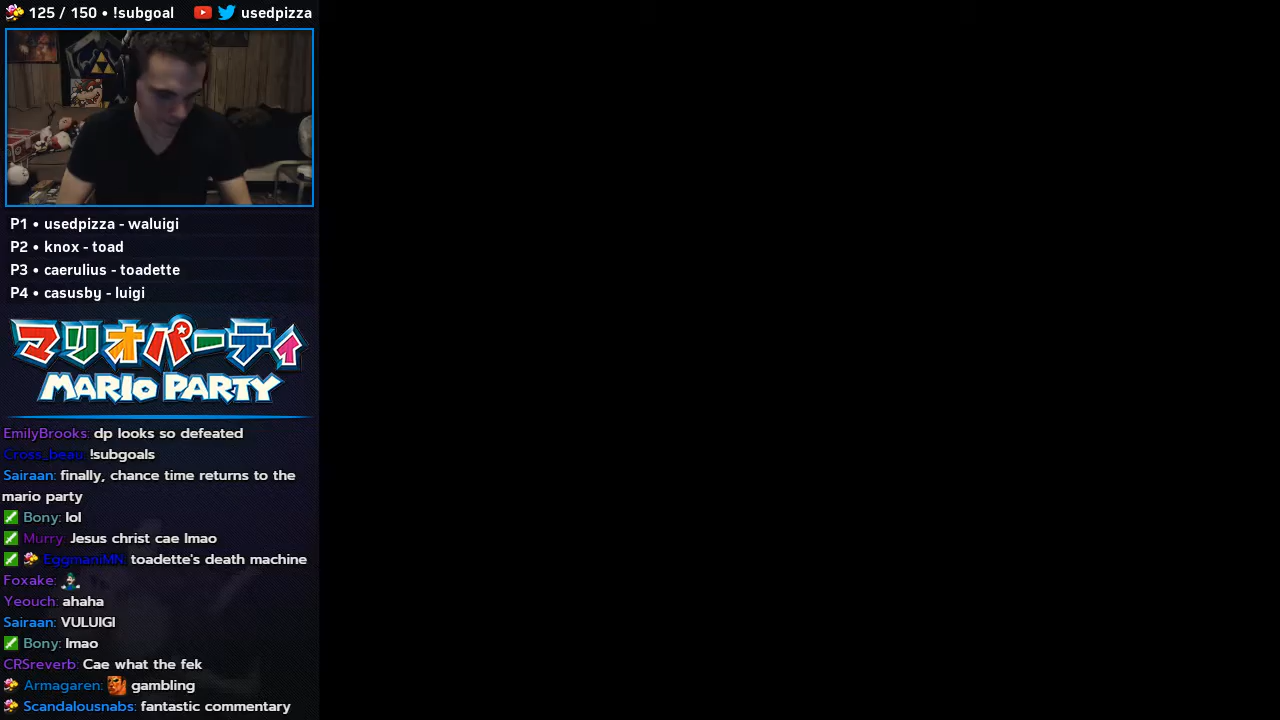 125 / 150 • !subgoal usedpizza
P1 • usedpizza - waluigi
P2 • knox - toad
P3 • caerulius - toadette
P4 • casusby - luigi
マリオパーティ
MARIO PARTY
EmilyBrooks: dp looks so defeated
Cross_beau: !subgoals
Sairaan: finally, chance time returns to the
mario party
Bony: lol
Murry: Jesus christ cae lmao
EggmaniMN: toadette's death machine
Foxake:
Yeouch: ahaha
Sairaan: VULUIGI
Bony: lmao
CRSreverb: Cae what the fek
Armagaren: gambling
Scandalousnabs: fantastic commentary